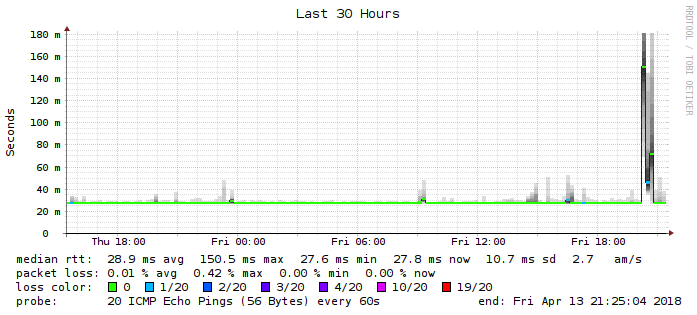 Last 30 Hours
RRDTOOL / TOBI OETIKER
Seconds
180 m
160 m
140 m
120 m
100 m
80 m
60 m
40 m
20 m
0
Thu 18:00 Fri 00:00 Fri 06:00 Fri 12:00 Fri 18:00
median rtt: 28.9 ms avg 150.5 ms max 27.6 ms min 27.8 ms now 10.7 ms sd 2.7 am/s
packet loss: 0.01 % avg 0.42 % max 0.00 % min 0.00 % now
loss color: 0 1/20 2/20 3/20 4/20 10/20 19/20
probe: 20 ICMP Echo Pings (56 Bytes) every 60s end: Fri Apr 13 21:25:04 2018